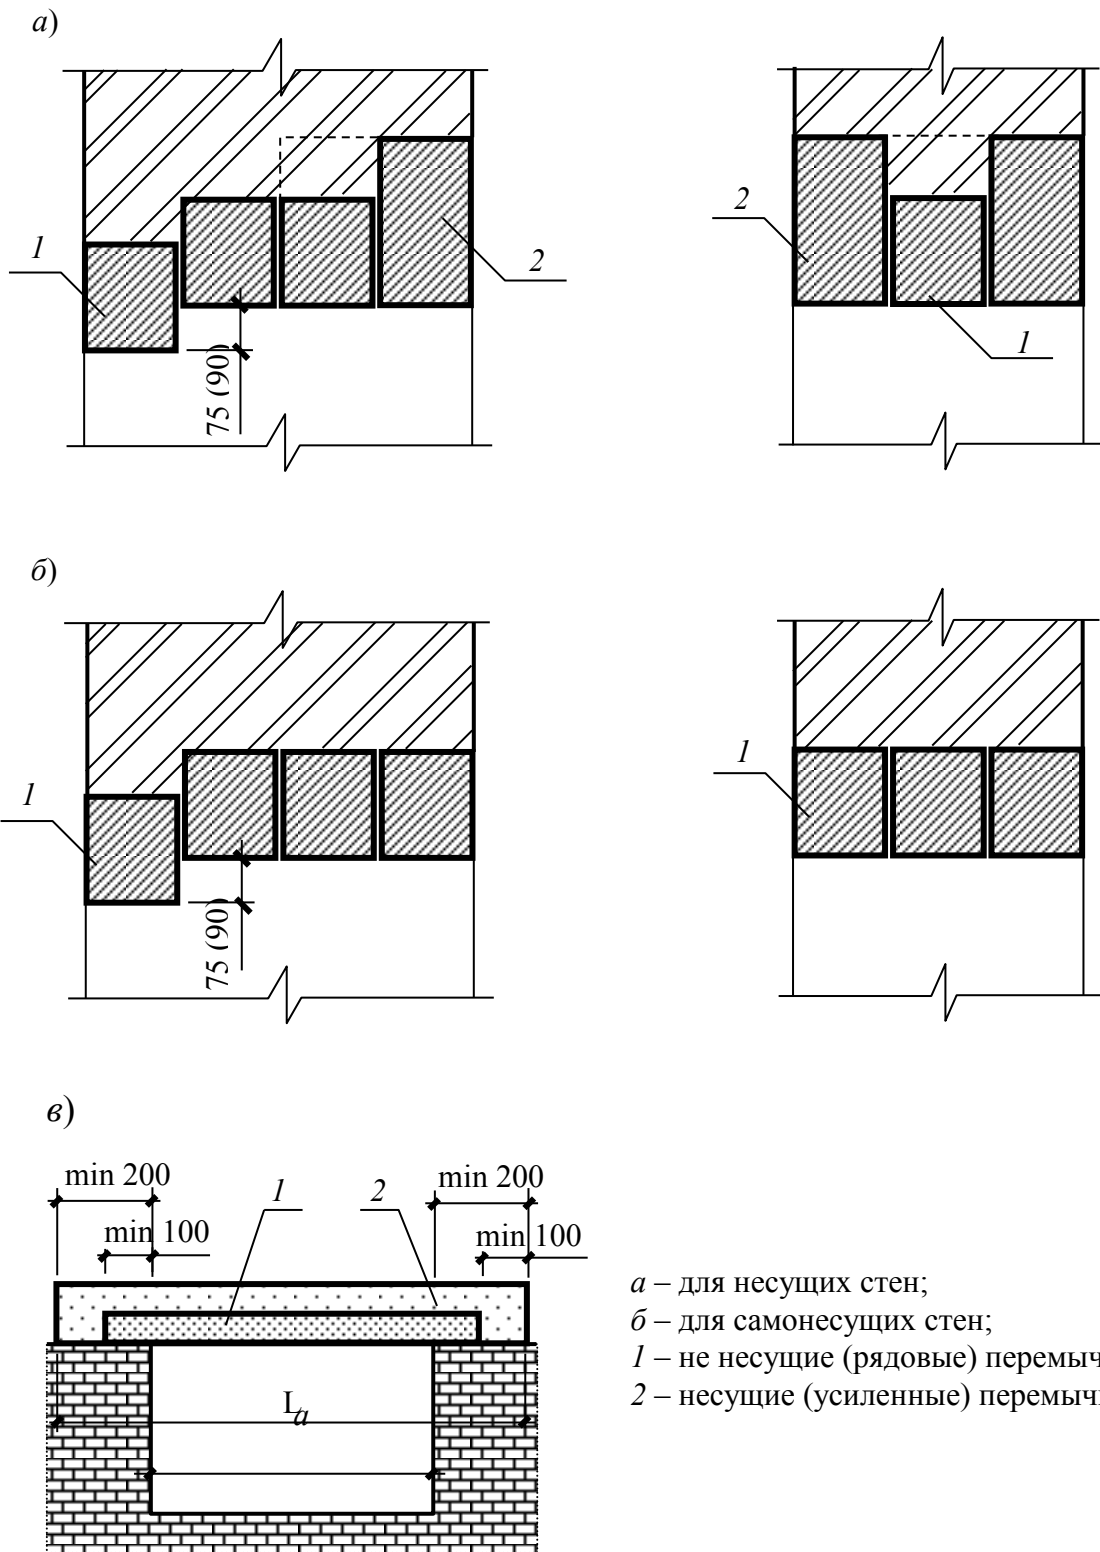 а)
1
2
75 (90)
2
1
б)
1
75 (90)
1
в)
min 200
min 200
1
2
min 100
min 100
L
a
а – для несущих стен;
б – для самонесущих стен;
1 – не несущие (рядовые) перемыч
2 – несущие (усиленные) перемыч